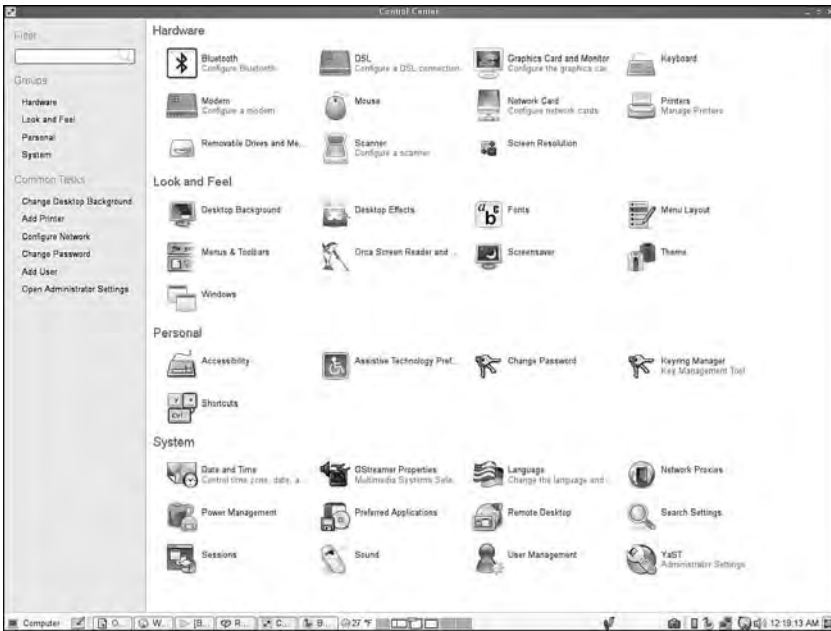 Control Center
Filter
Groups
Hardware
Look and Feel
Personal
System
Common Tasks
Change Desktop Background
Add Printer
Configure Network
Change Password
Add User
Open Administrator Settings
Hardware
Bluetooth
Configure Bluetooth
DSL
Configure a DSL connection
Graphics Card and Monitor
Configure the graphics car
Keyboard
Modem
Configure a modem
Mouse
Network Card
Configure network cards
Printers
Manage Printers
Removable Drives and Me...
Scanner
Configure a scanner
Screen Resolution
Look and Feel
Desktop Background
Desktop Effects
Fonts
Menu Layout
Menus & Toolbars
Orca Screen Reader and ...
Screensaver
Theme
Windows
Personal
Accessibility
Assistive Technology Pref...
Change Password
Keyring Manager
Key Management Tool
Shortcuts
System
Date and Time
Control time zone, date, a...
GStreamer Properties
Multimedia Systems Sele...
Language
Change the language and ...
Network Proxies
Power Management
Preferred Applications
Remote Desktop
Search Settings
Sessions
Sound
User Management
YaST
Administrator Settings
Computer O... W... [B... R... C... B... 27 °F 12:19:13 AM